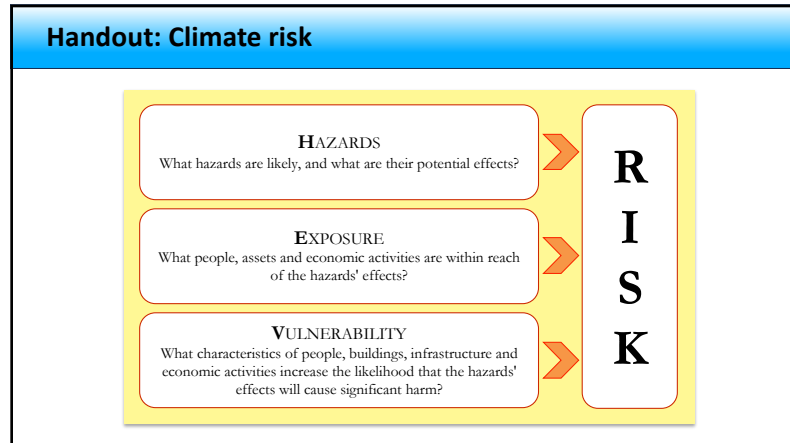 Handout: Climate risk
HAZARDS
What hazards are likely, and what are their potential effects?
EXPOSURE
What people, assets and economic activities are within reach
of the hazards' effects?
VULNERABILITY
What characteristics of people, buildings, infrastructure and
economic activities increase the likelihood that the hazards'
effects will cause significant harm?
R
I
S
K